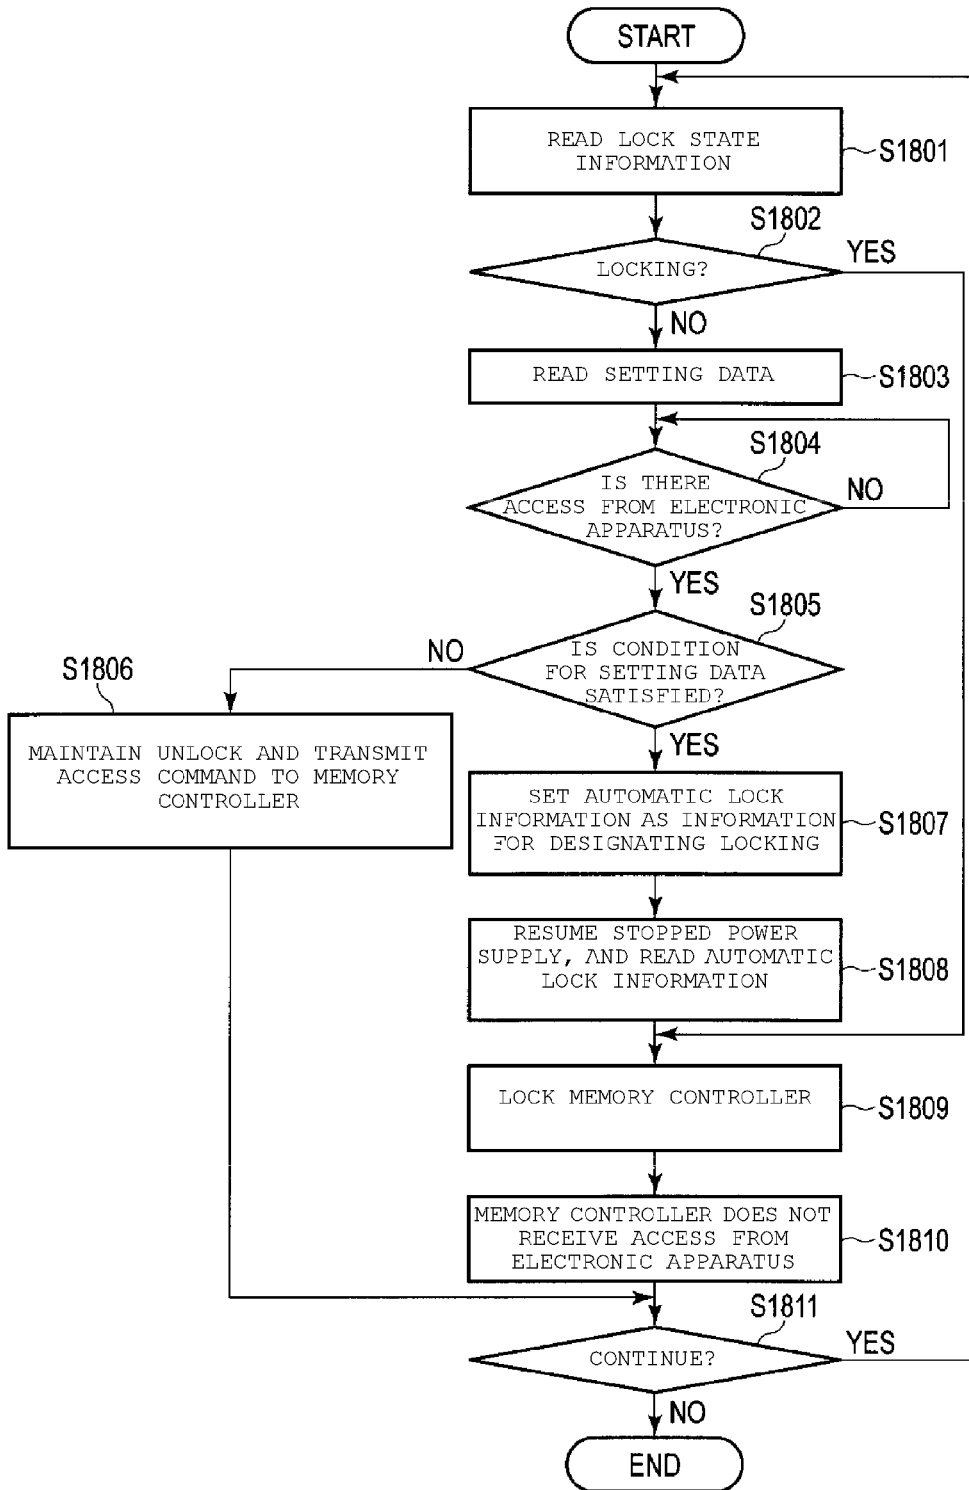 START
READ LOCK STATE
INFORMATION
S1801
S1802
LOCKING?
YES
NO
READ SETTING DATA
S1803
S1804
IS THERE
ACCESS FROM ELECTRONIC
APPARATUS?
NO
YES
S1805
IS CONDITION
FOR SETTING DATA
SATISFIED?
NO
S1806
MAINTAIN UNLOCK AND TRANSMIT
ACCESS COMMAND TO MEMORY
CONTROLLER
YES
SET AUTOMATIC LOCK
INFORMATION AS INFORMATION
FOR DESIGNATING LOCKING
S1807
RESUME STOPPED POWER
SUPPLY, AND READ AUTOMATIC
LOCK INFORMATION
S1808
LOCK MEMORY CONTROLLER
S1809
MEMORY CONTROLLER DOES NOT
RECEIVE ACCESS FROM
ELECTRONIC APPARATUS
S1810
S1811
CONTINUE?
YES
NO
END